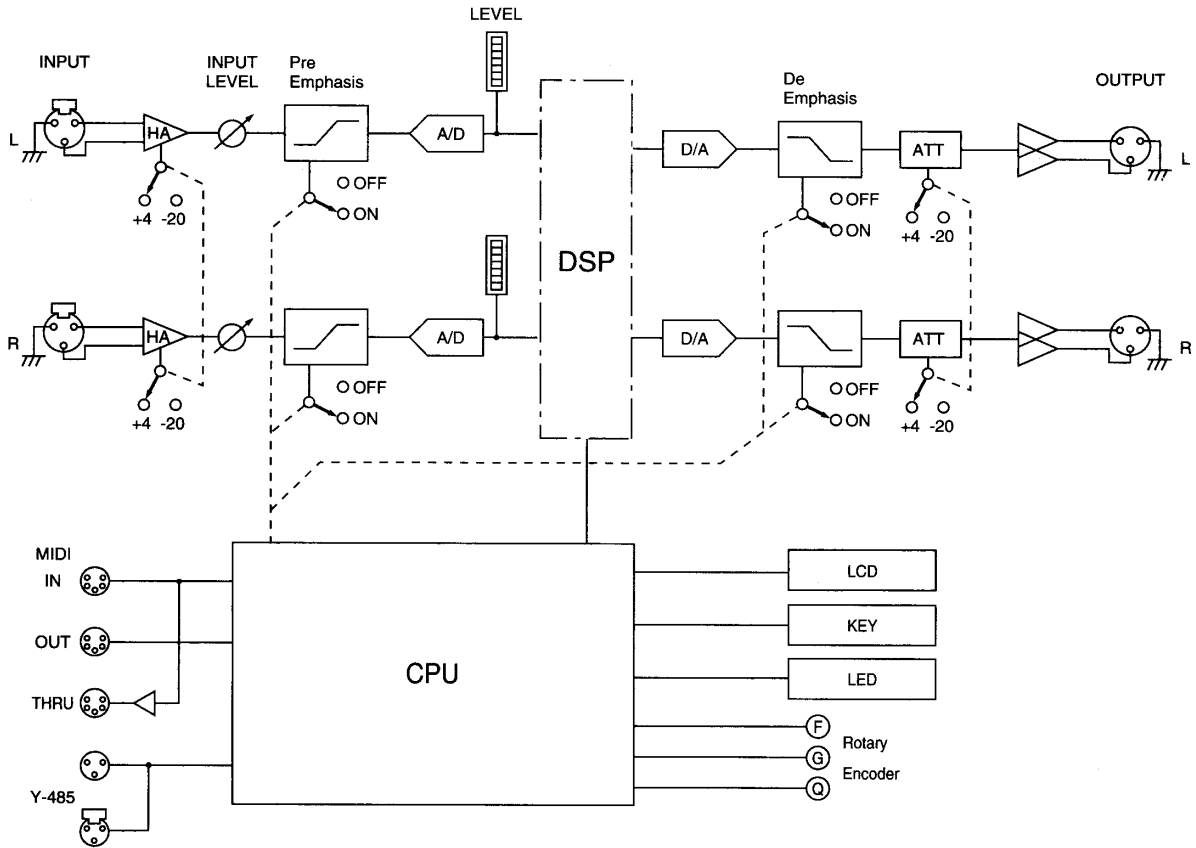 LEVEL
INPUT
INPUT
LEVEL
Pre
Emphasis
De
Emphasis
OUTPUT
L
HA
A/D
D/A
ATT
L
+4 -20
OFF
ON
OFF
ON
+4 -20
DSP
R
HA
A/D
D/A
ATT
R
+4 -20
OFF
ON
OFF
ON
+4 -20
MIDI
IN
OUT
THRU
Y-485
CPU
LCD
KEY
LED
F
G
Q
Rotary
Encoder